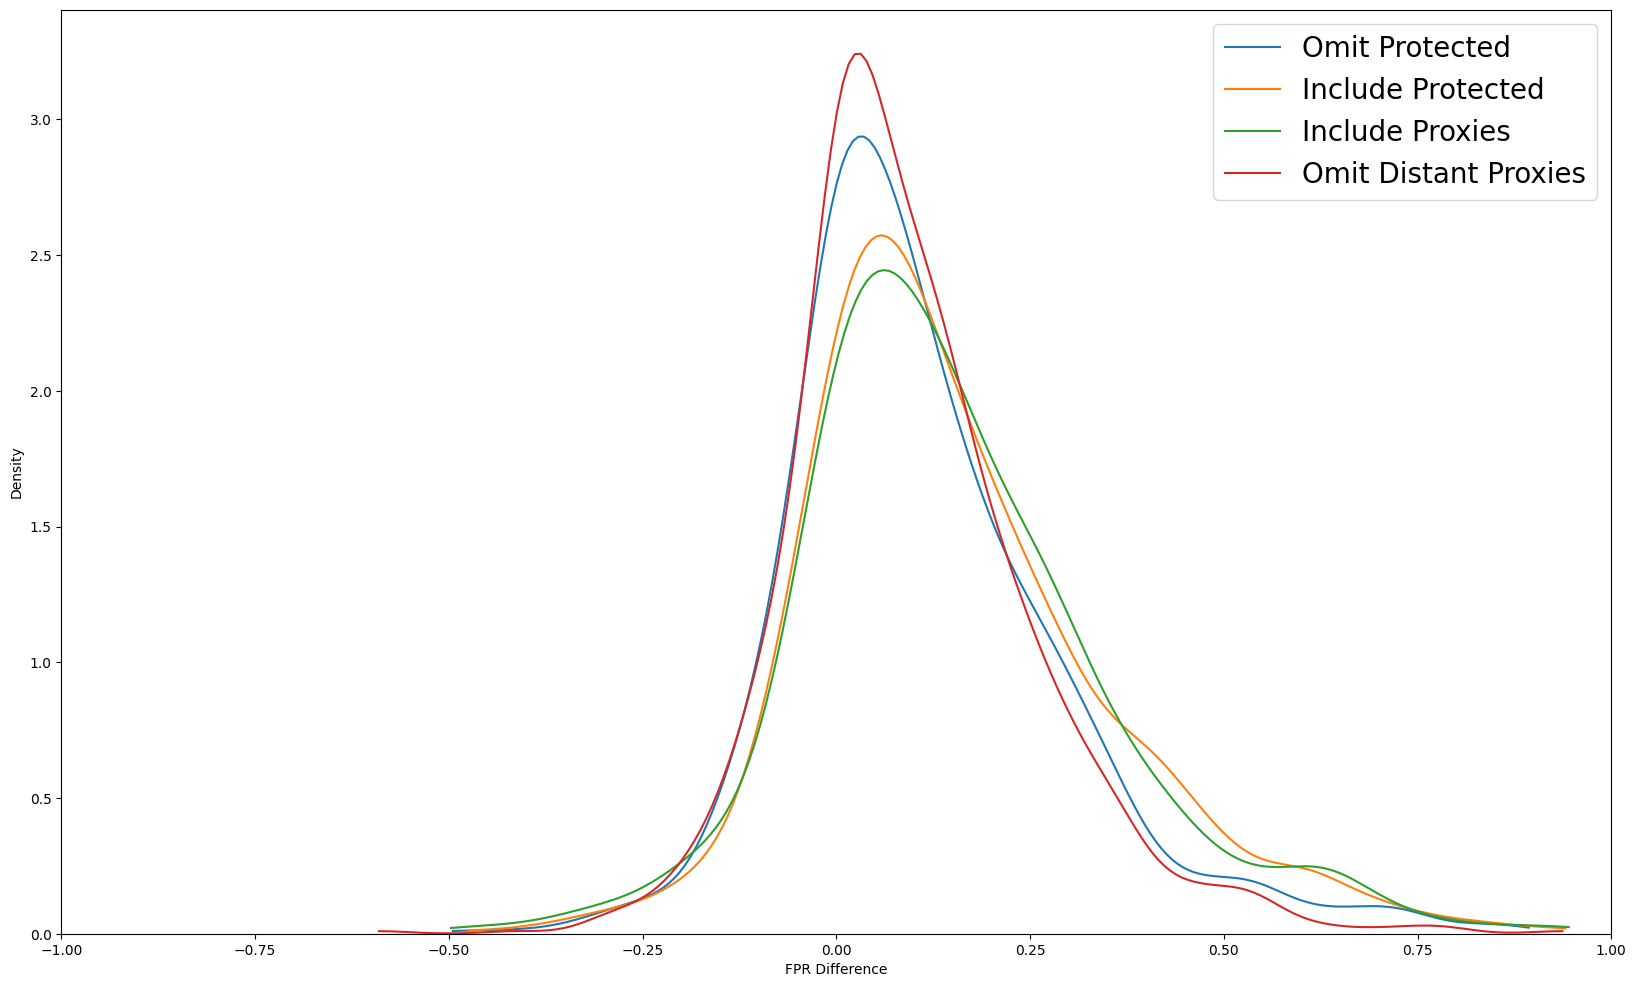 Omit Protected
Include Protected
Include Proxies
Omit Distant Proxies
Density
3.0
2.5
2.0
1.5
1.0
0.5
0.0
−1.00 −0.75 −0.50 −0.25 0.00 0.25 0.50 0.75 1.00
FPR Difference